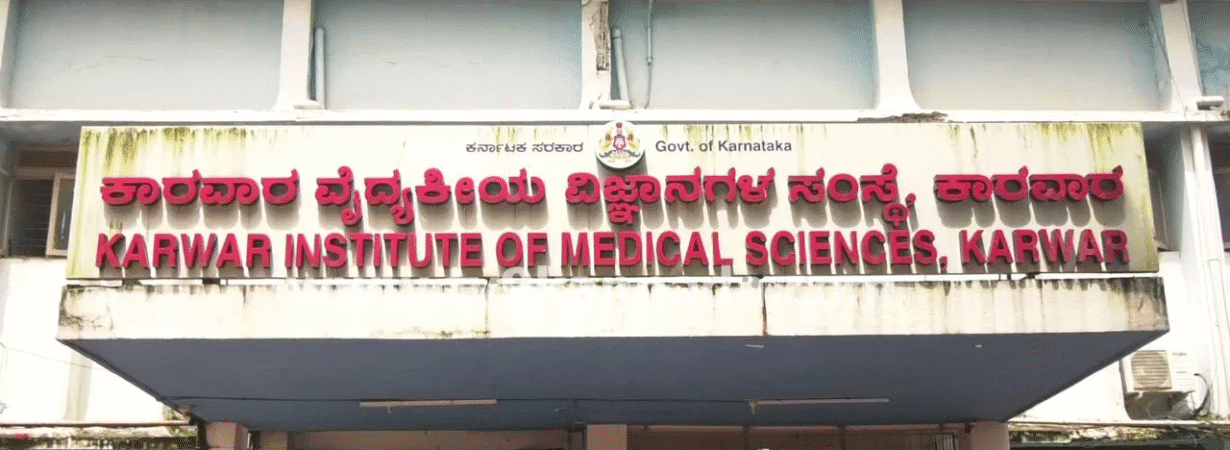 ಕರ್ನಾಟಕ ಸರಕಾರ Govt. of Karnataka
ಕಾರವಾರ ವೈದ್ಯಕೀಯ ವಿಜ್ಞಾನಗಳ ಸಂಸ್ಥೆ, ಕಾರವಾರ
KARWAR INSTITUTE OF MEDICAL SCIENCES, KARWAR